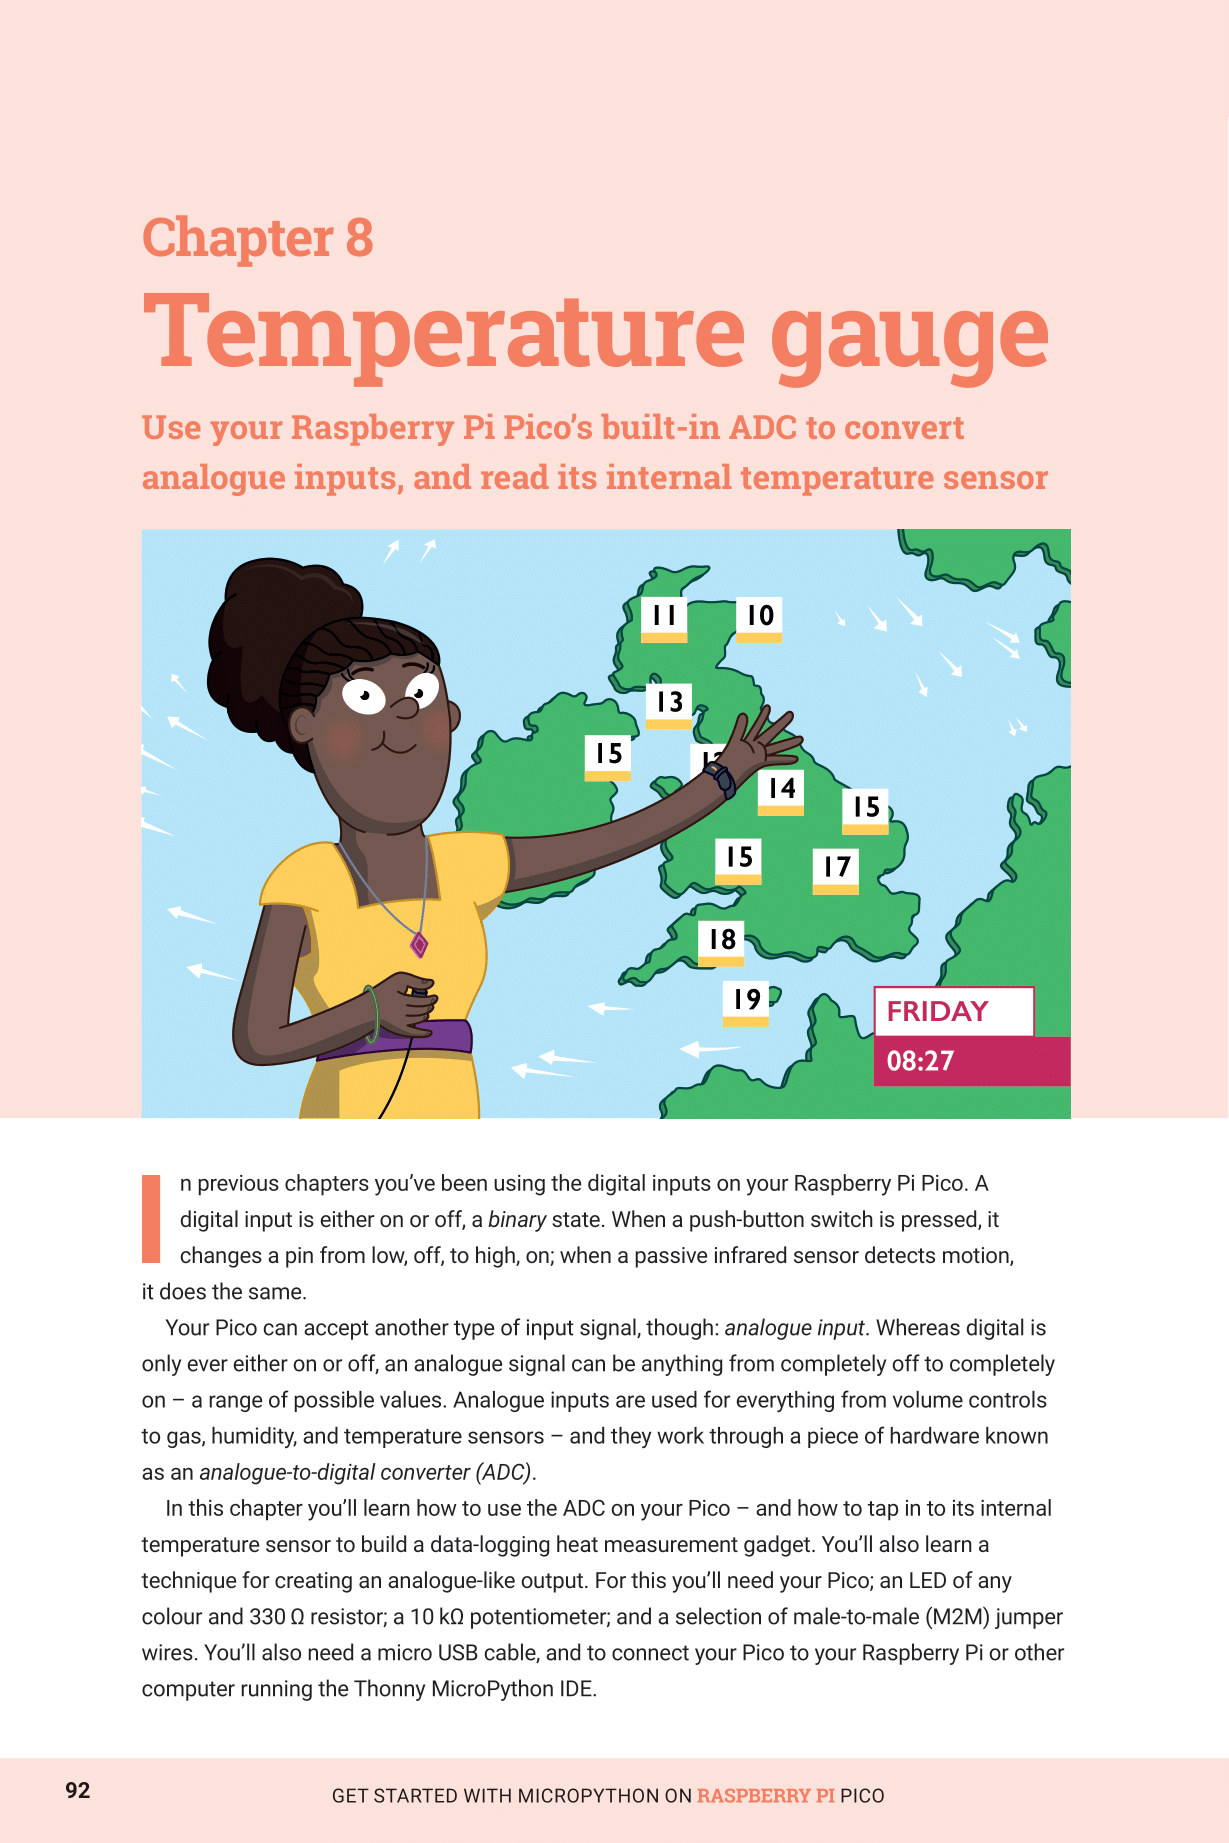 Chapter 8
Temperature gauge
Use your Raspberry Pi Pico's built-in ADC to convert
analogue inputs, and read its internal temperature sensor
11
10
13
15
14
15
15
17
18
19
FRIDAY
08:27
In previous chapters you've been using the digital inputs on your Raspberry Pi Pico. A
digital input is either on or off, a binary state. When a push-button switch is pressed, it
changes a pin from low, off, to high, on; when a passive infrared sensor detects motion,
it does the same.
Your Pico can accept another type of input signal, though: analogue input. Whereas digital is
only ever either on or off, an analogue signal can be anything from completely off to completely
on – a range of possible values. Analogue inputs are used for everything from volume controls
to gas, humidity, and temperature sensors – and they work through a piece of hardware known
as an analogue-to-digital converter (ADC).
In this chapter you'll learn how to use the ADC on your Pico – and how to tap in to its internal
temperature sensor to build a data-logging heat measurement gadget. You'll also learn a
technique for creating an analogue-like output. For this you'll need your Pico; an LED of any
colour and 330 Ω resistor; a 10 kΩ potentiometer; and a selection of male-to-male (M2M) jumper
wires. You'll also need a micro USB cable, and to connect your Pico to your Raspberry Pi or other
computer running the Thonny MicroPython IDE.
92
GET STARTED WITH MICROPYTHON ON RASPBERRY PI PICO